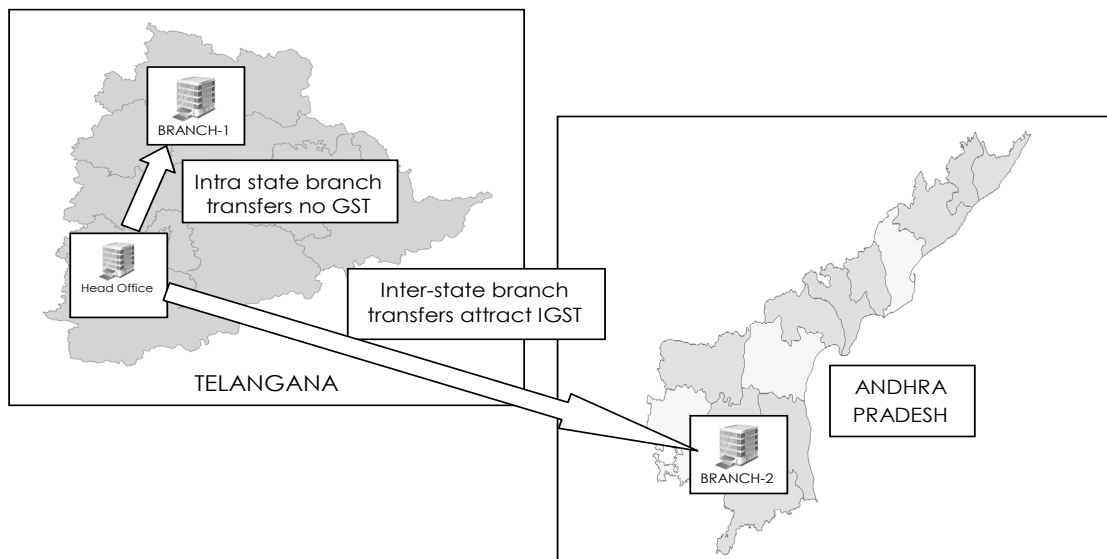 BRANCH-1
Intra state branch
transfers no GST
Head Office
Inter-state branch
transfers attract IGST
TELANGANA
ANDHRA
PRADESH
BRANCH-2